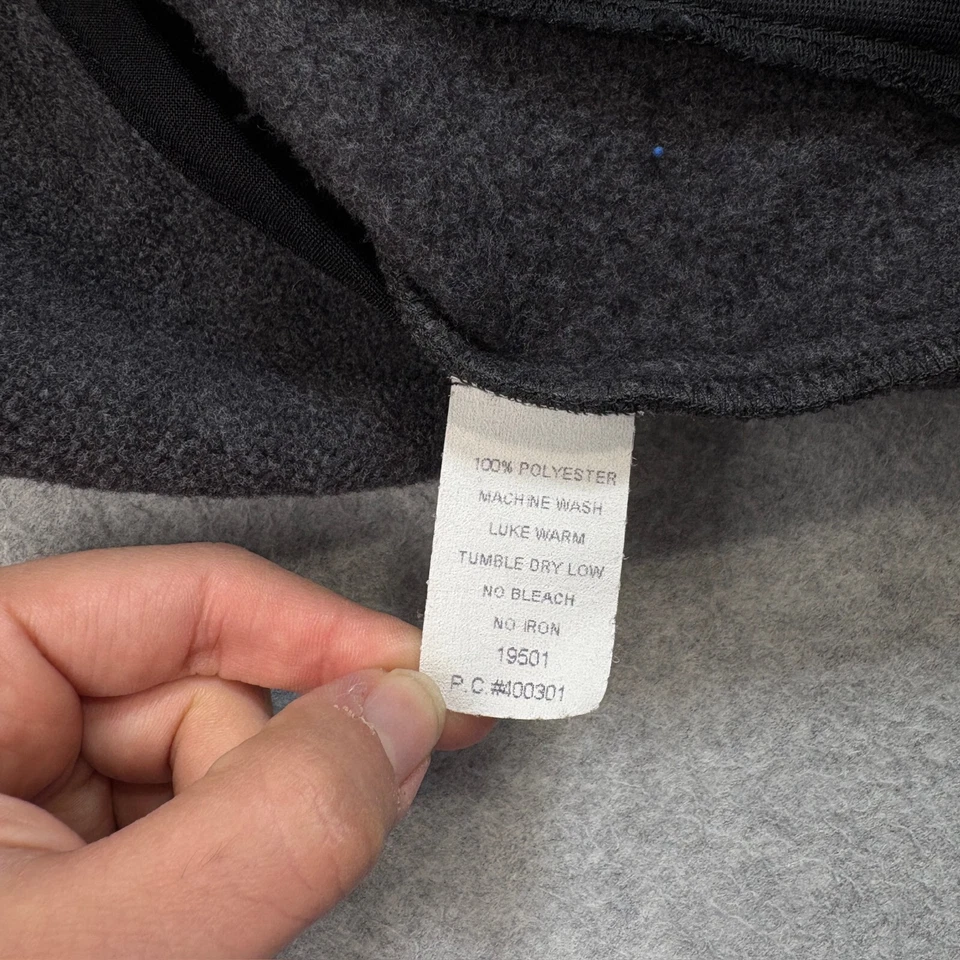 100% POLYESTER
MACHINE WASH
LUKE WARM
TUMBLE DRY LOW
NO BLEACH
NO IRON
19501
P.C.#400301